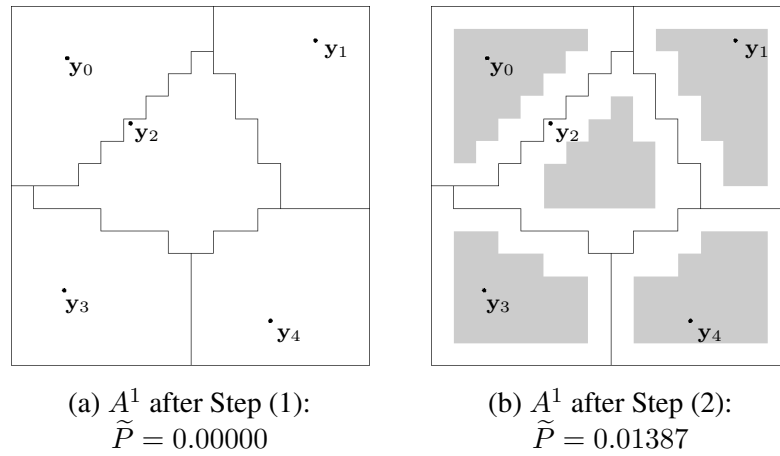 y₀
y₁
y₂
y₃
y₄
(a) A¹ after Step (1):
P̃ = 0.00000
y₀
y₁
y₂
y₃
y₄
(b) A¹ after Step (2):
P̃ = 0.01387